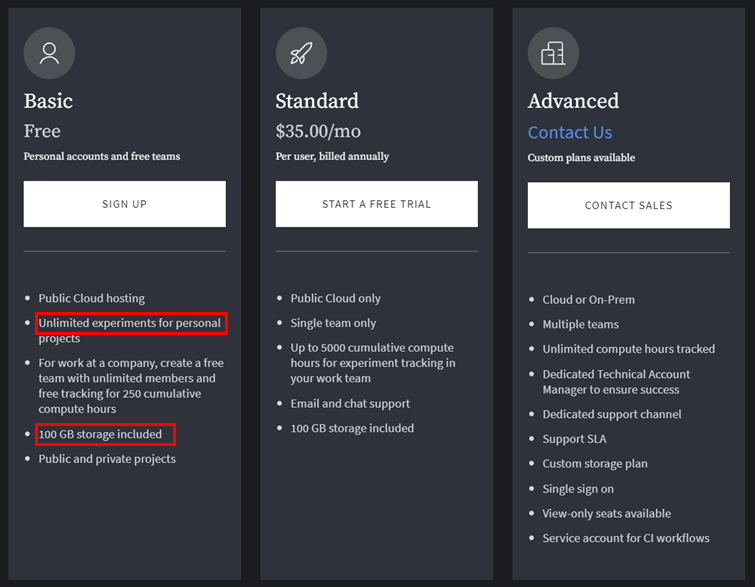 Basic
Free
Personal accounts and free teams
SIGN UP
Public Cloud hosting
Unlimited experiments for personal
projects
For work at a company, create a free
team with unlimited members and
free tracking for 250 cumulative
compute hours
100 GB storage included
Public and private projects
Standard
$35.00/mo
Per user, billed annually
START A FREE TRIAL
Public Cloud only
Single team only
Up to 5000 cumulative compute
hours for experiment tracking in
your work team
Email and chat support
100 GB storage included
Advanced
Contact Us
Custom plans available
CONTACT SALES
Cloud or On-Prem
Multiple teams
Unlimited compute hours tracked
Dedicated Technical Account
Manager to ensure success
Dedicated support channel
Support SLA
Custom storage plan
Single sign on
View-only seats available
Service account for CI workflows